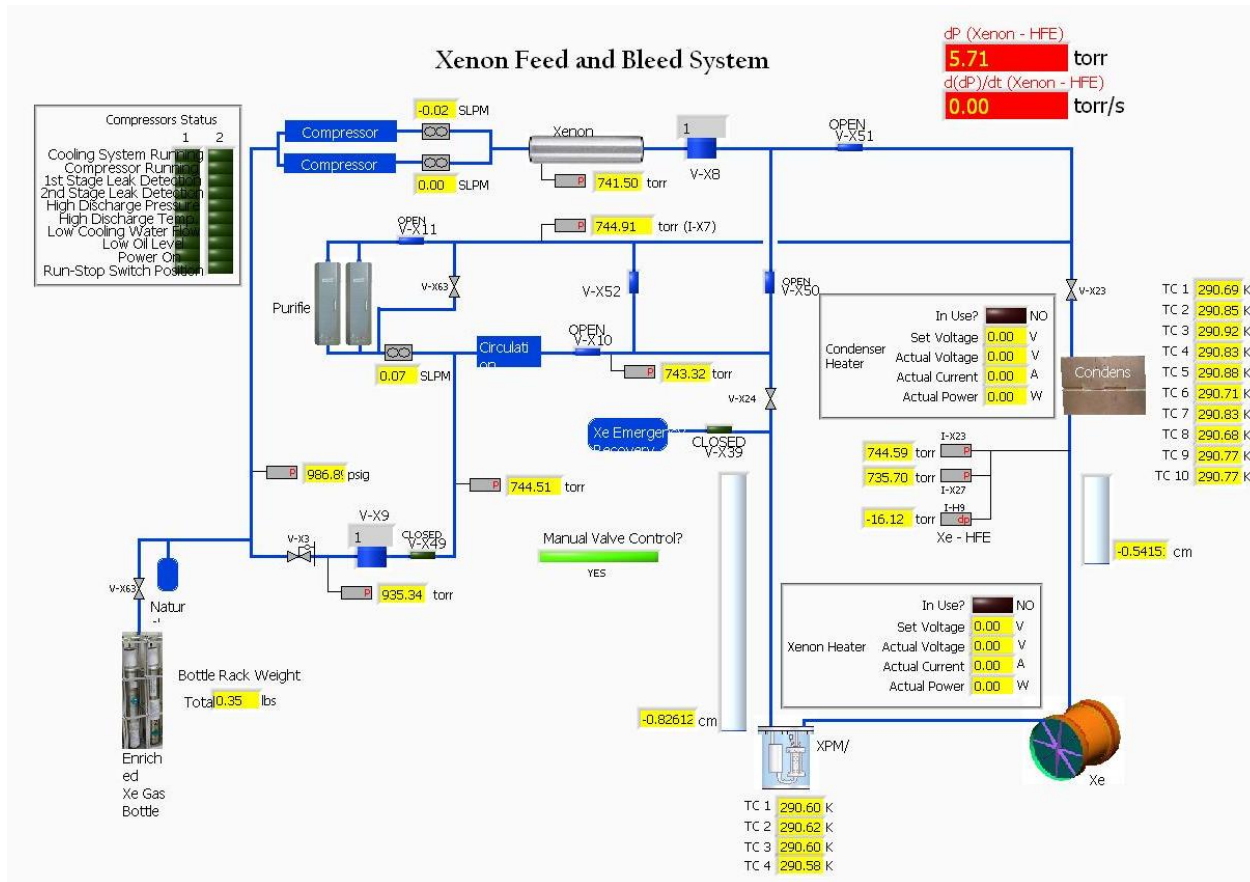 Xenon Feed and Bleed System
dP (Xenon - HFE)
5.71 torr
d(dP)/dt (Xenon - HFE)
0.00 torr/s
Compressors Status
1 2
Cooling System Running
Compressor Running
1st Stage Leak Detection
2nd Stage Leak Detection
High Discharge Pressure
High Discharge Temp.
Low Cooling Water Flow
Low Oil Level
Power On
Run-Stop Switch Position
-0.02 SLPM
Compressor
Compressor
0.00 SLPM
Xenon
P 741.50 torr
1
V-X8
OPEN
V-X51
OPEN
V-X11
P 744.91 torr (I-X7)
V-X63
V-X52
OPEN
V-X50
V-X23
Purifie
0.07 SLPM
Circulati
on
OPEN
V-X10
P 743.32 torr
V-X24
Xe Emergency
Recovery
CLOSED
V-X39
In Use? NO
Condenser
Heater
Set Voltage 0.00 V
Actual Voltage 0.00 V
Actual Current 0.00 A
Actual Power 0.00 W
Condens
TC 1 290.69 K
TC 2 290.85 K
TC 3 290.92 K
TC 4 290.83 K
TC 5 290.88 K
TC 6 290.71 K
TC 7 290.83 K
TC 8 290.68 K
TC 9 290.77 K
TC 10 290.77 K
I-X23
744.59 torr P
735.70 torr P
I-X27
I-H9
-16.12 torr dp
Xe - HFE
-0.5415 cm
P 986.89 psig
P 744.51 torr
V-X3
V-X9
1
CLOSED
V-X49
P 935.34 torr
Manual Valve Control?
YES
V-X63
Natur
Bottle Rack Weight
Total 0.35 lbs
Enrich
ed
Xe Gas
Bottle
-0.82612 cm
In Use? NO
Xenon Heater
Set Voltage 0.00 V
Actual Voltage 0.00 V
Actual Current 0.00 A
Actual Power 0.00 W
XPM/
Xe
TC 1 290.60 K
TC 2 290.62 K
TC 3 290.60 K
TC 4 290.58 K